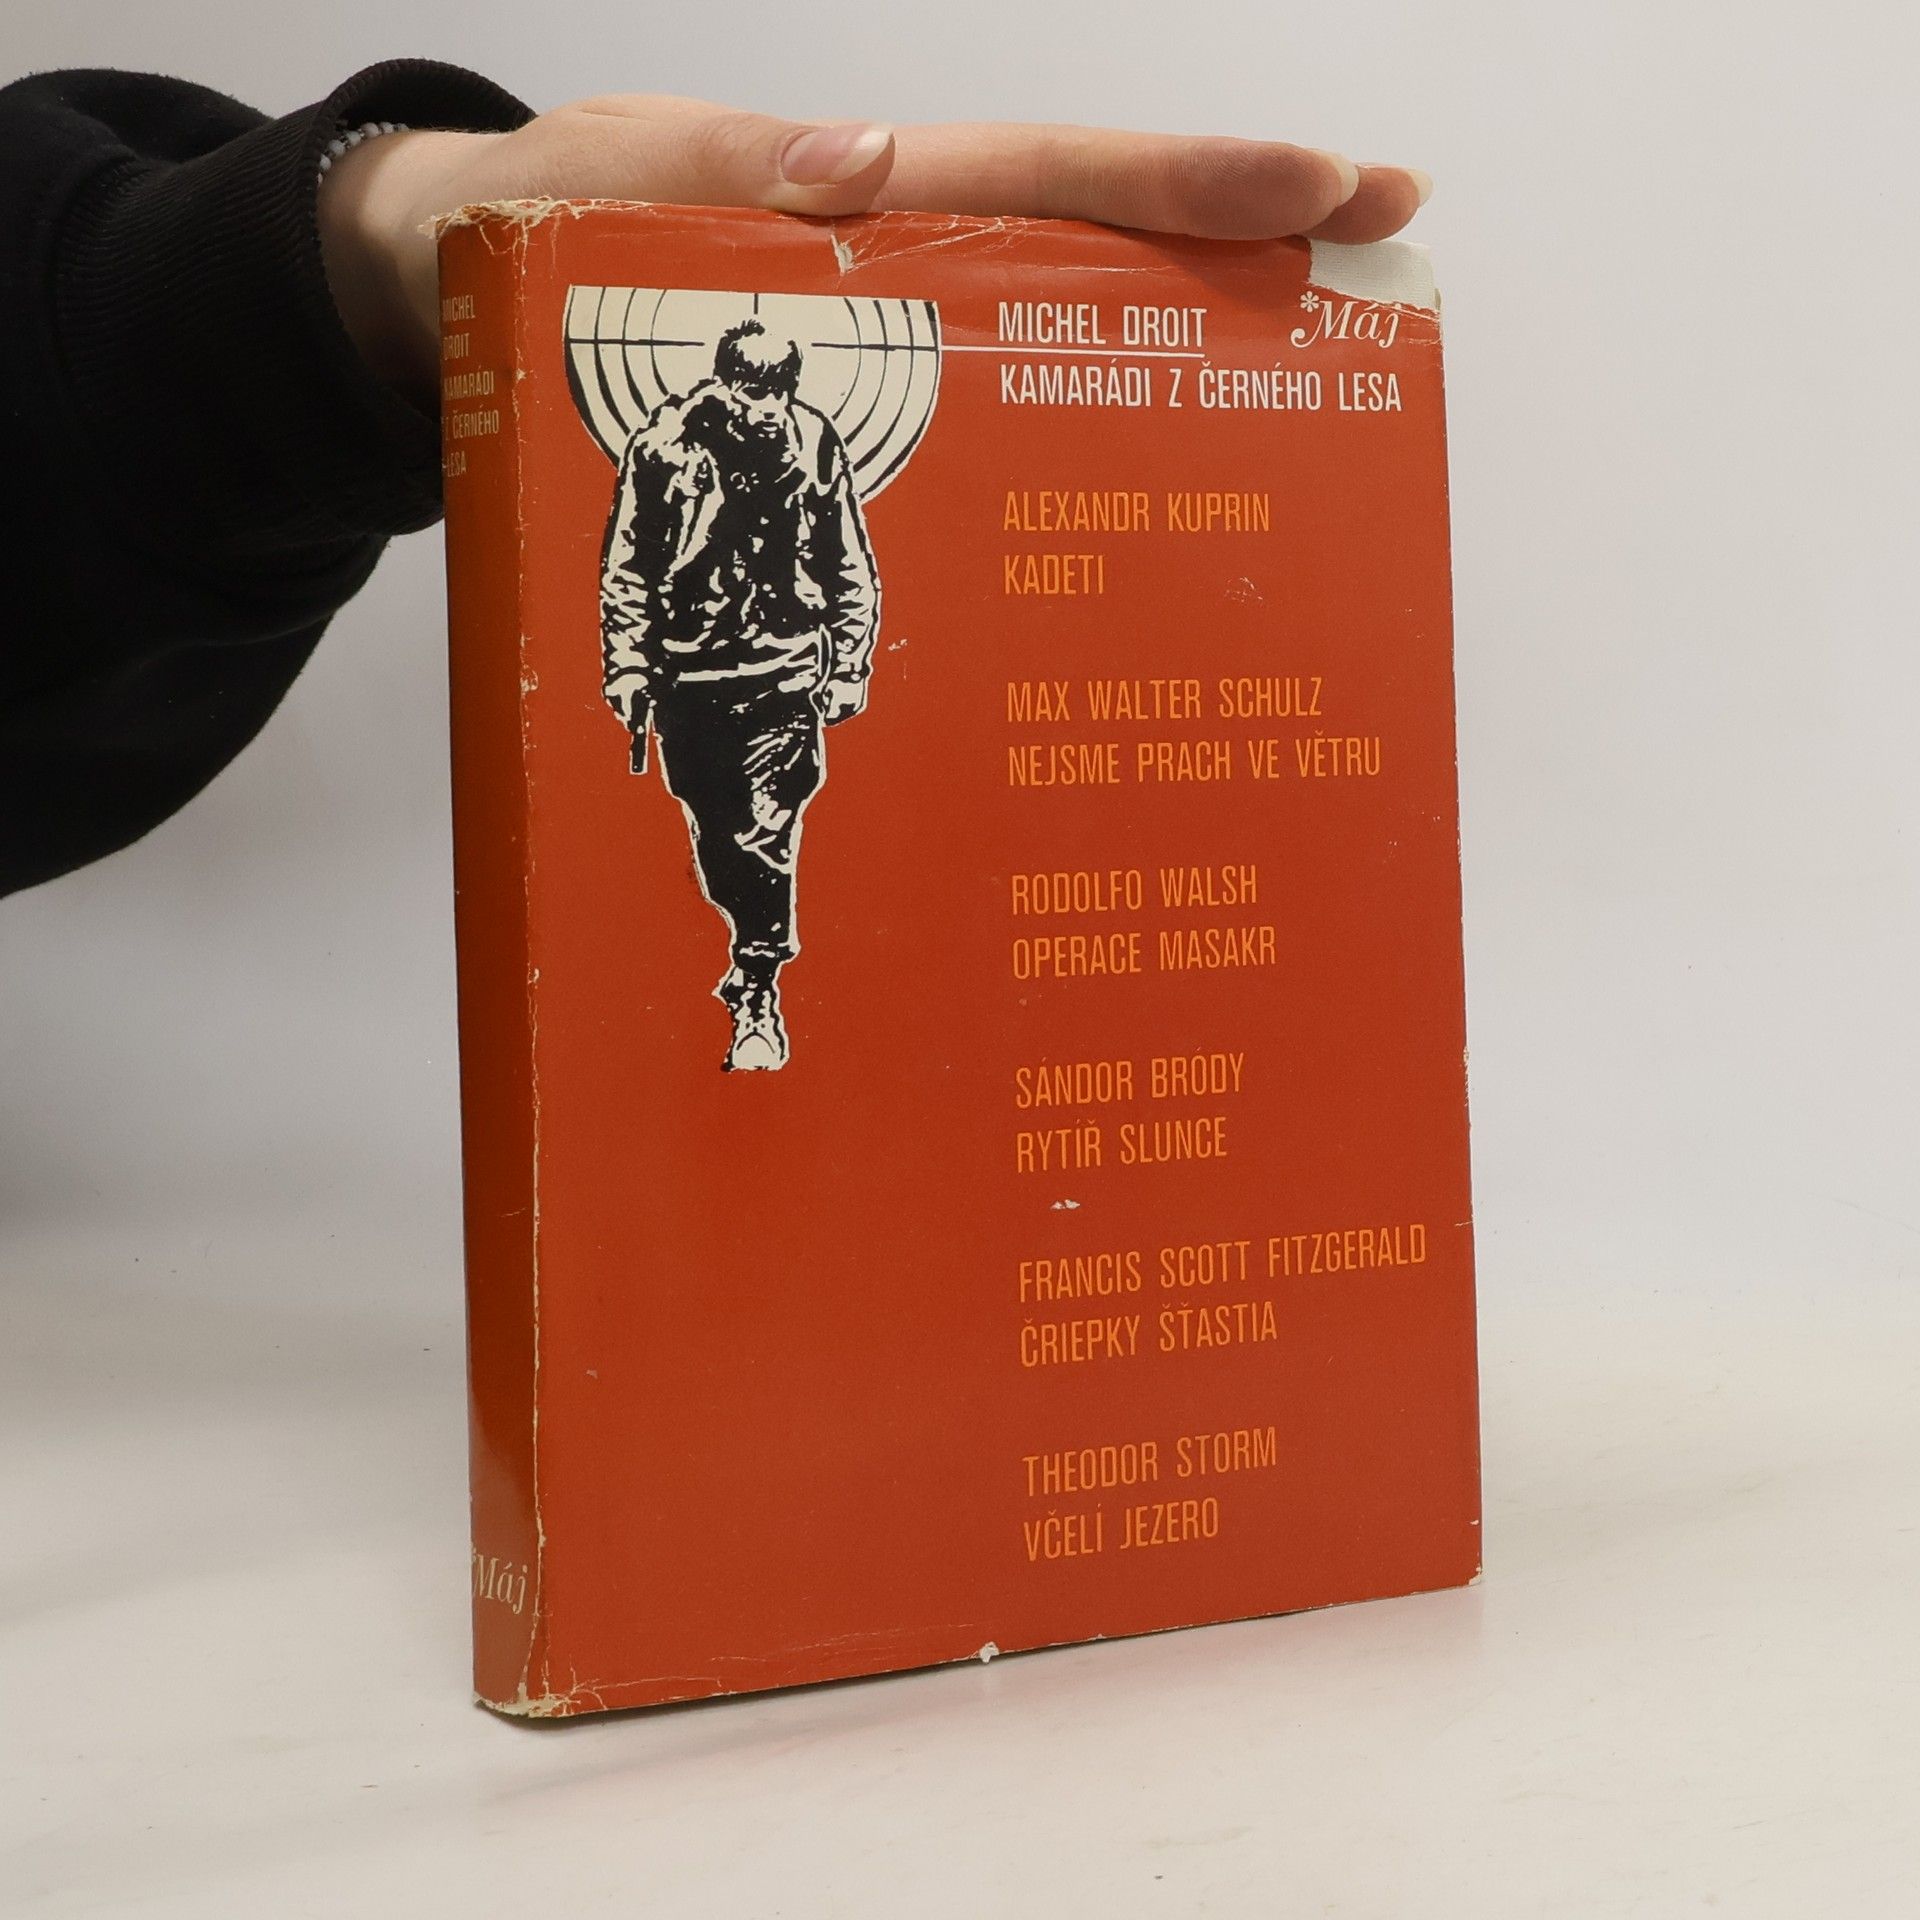 MICHEL
DROIT
KAMARÁDI
Z ČERNÉHO
LESA
*Máj
MICHEL DROIT
*Máj
KAMARÁDI Z ČERNÉHO LESA
ALEXANDR KUPRIN
KADETI
MAX WALTER SCHULZ
NEJSME PRACH VE VĚTRU
RODOLFO WALSH
OPERACE MASAKR
SÁNDOR BRÓDY
RYTÍŘ SLUNCE
FRANCIS SCOTT FITZGERALD
ČRIEPKY ŠŤASTIA
THEODOR STORM
VČELÍ JEZERO